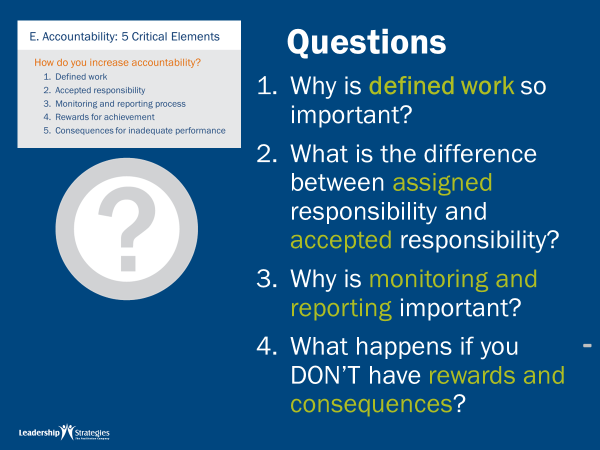 E. Accountability: 5 Critical Elements
How do you increase accountability?
1. Defined work
2. Accepted responsibility
3. Monitoring and reporting process
4. Rewards for achievement
5. Consequences for inadequate performance
?
Questions
1. Why is defined work so
important?
2. What is the difference
between assigned
responsibility and
accepted responsibility?
3. Why is monitoring and
reporting important?
4. What happens if you
DON'T have rewards and
consequences?
-
Leadership Strategies
The Facilitation Company